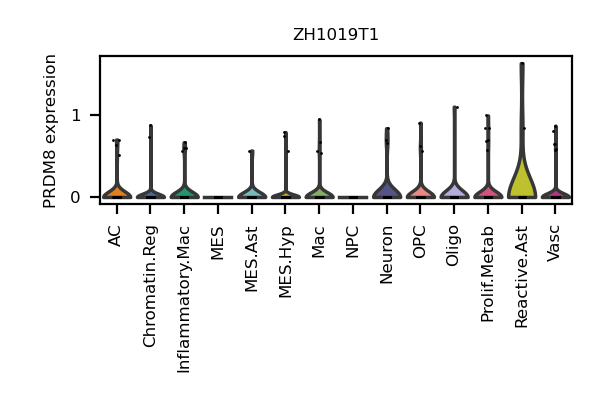 ZH1019T1
PRDM8 expression
1
0
AC
Chromatin.Reg
Inflammatory.Mac
MES
MES.Ast
MES.Hyp
Mac
NPC
Neuron
OPC
Oligo
Prolif.Metab
Reactive.Ast
Vasc